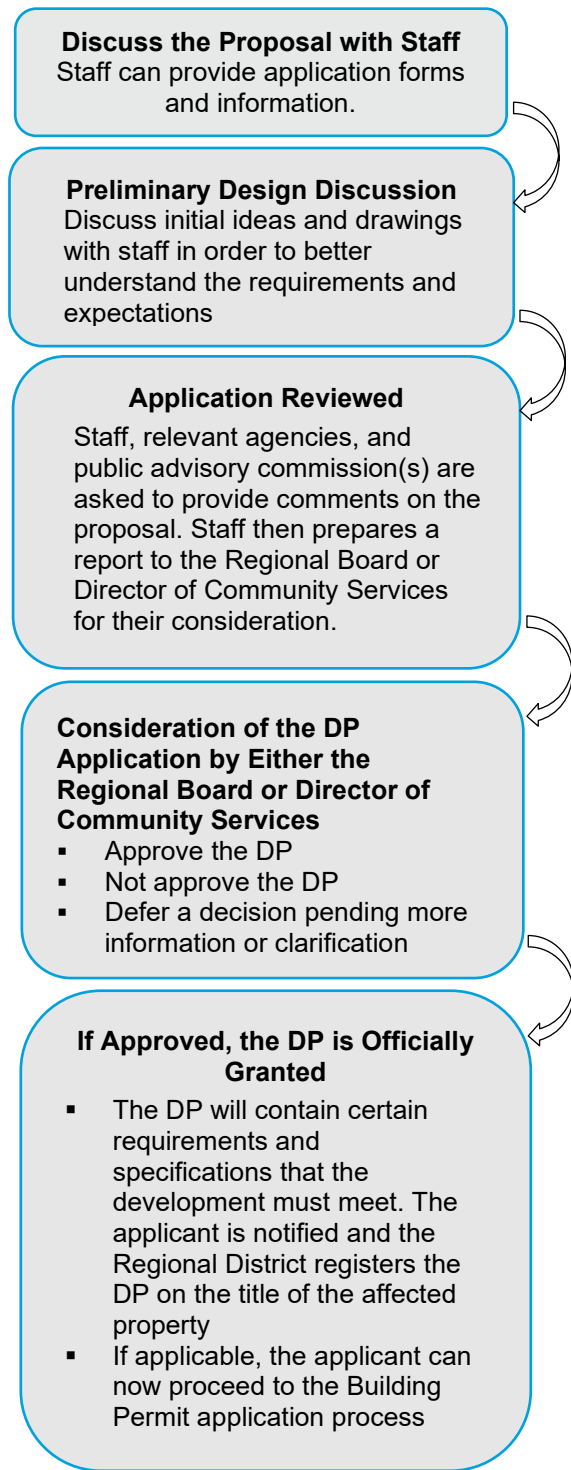 Discuss the Proposal with Staff
Staff can provide application forms
and information.
Preliminary Design Discussion
Discuss initial ideas and drawings
with staff in order to better
understand the requirements and
expectations
Application Reviewed
Staff, relevant agencies, and
public advisory commission(s) are
asked to provide comments on the
proposal. Staff then prepares a
report to the Regional Board or
Director of Community Services
for their consideration.
Consideration of the DP
Application by Either the
Regional Board or Director of
Community Services
▪ Approve the DP
▪ Not approve the DP
▪ Defer a decision pending more
information or clarification
If Approved, the DP is Officially
Granted
▪ The DP will contain certain
requirements and
specifications that the
development must meet. The
applicant is notified and the
Regional District registers the
DP on the title of the affected
property
▪ If applicable, the applicant can
now proceed to the Building
Permit application process